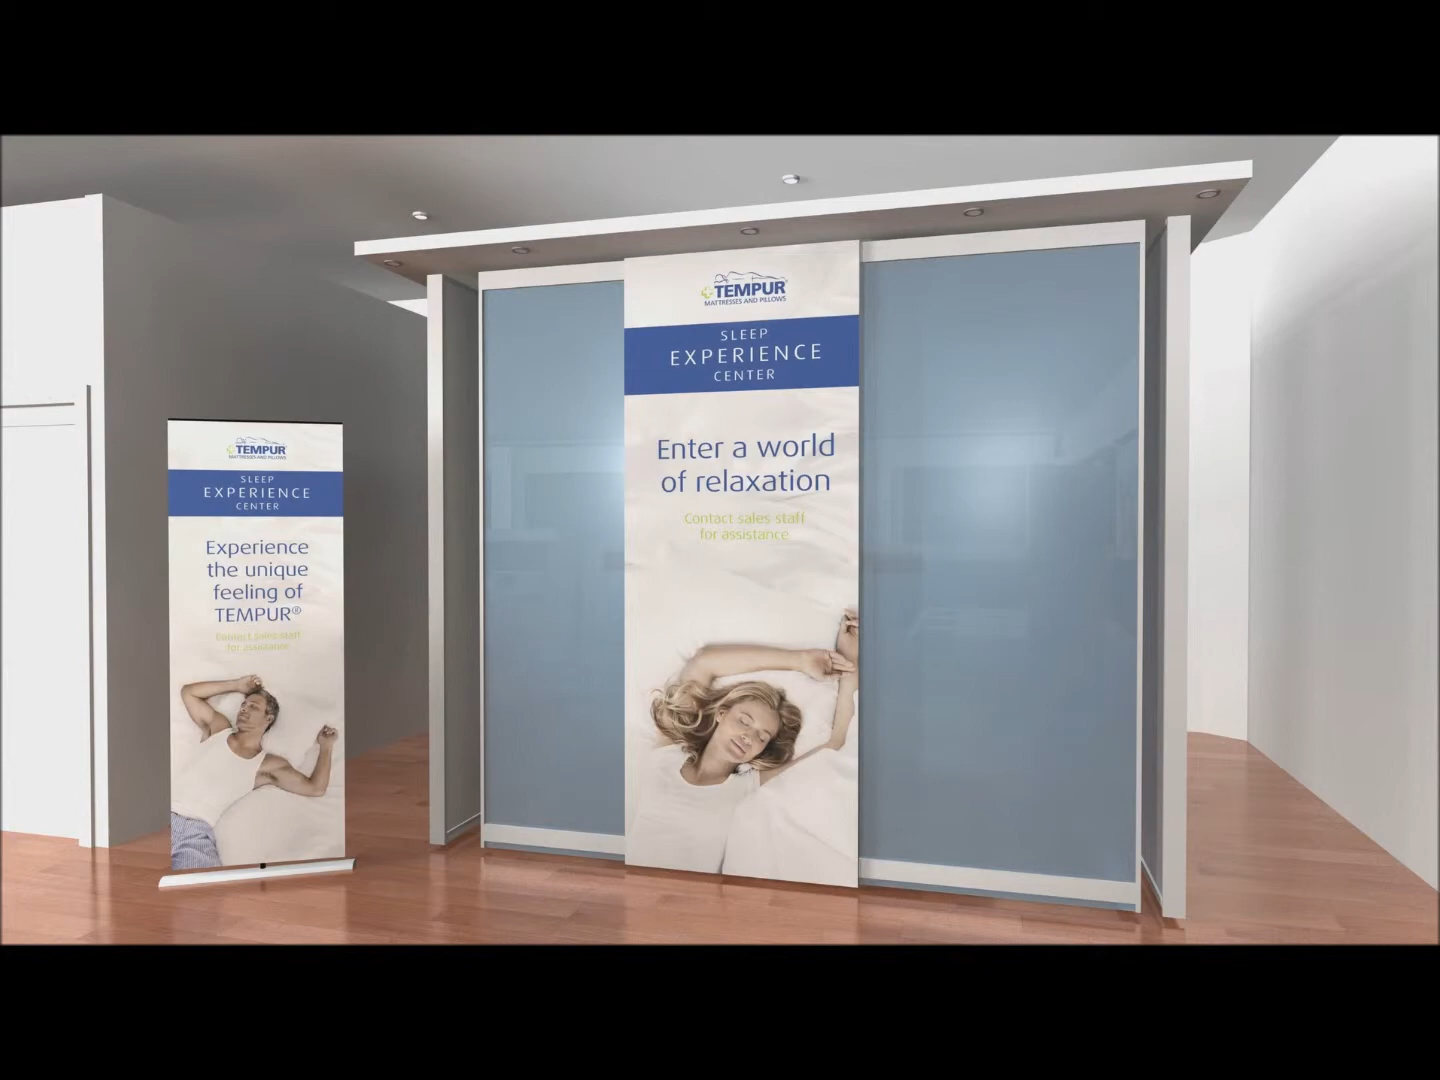 TEMPUR
MATTRESSES AND PILLOWS
SLEEP
EXPERIENCE
CENTER
Experience
the unique
feeling of
TEMPUR®
Contact sales staff
for assistance
TEMPUR
MATTRESSES AND PILLOWS
SLEEP
EXPERIENCE
CENTER
Enter a world
of relaxation
Contact sales staff
for assistance